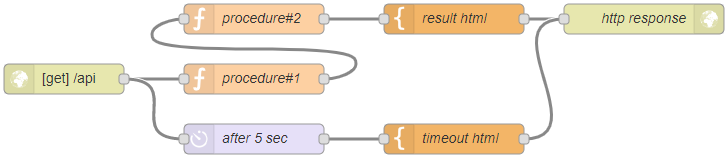 procedure#2
result html
http response
[get] /api
procedure#1
after 5 sec
timeout html